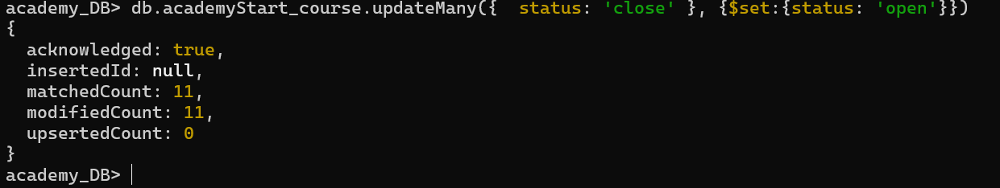 academy_DB> db.academyStart_course.updateMany({  status: 'close' }, {$set:{status: 'open'}})
{
  acknowledged: true,
  insertedId: null,
  matchedCount: 11,
  modifiedCount: 11,
  upsertedCount: 0
}
academy_DB>